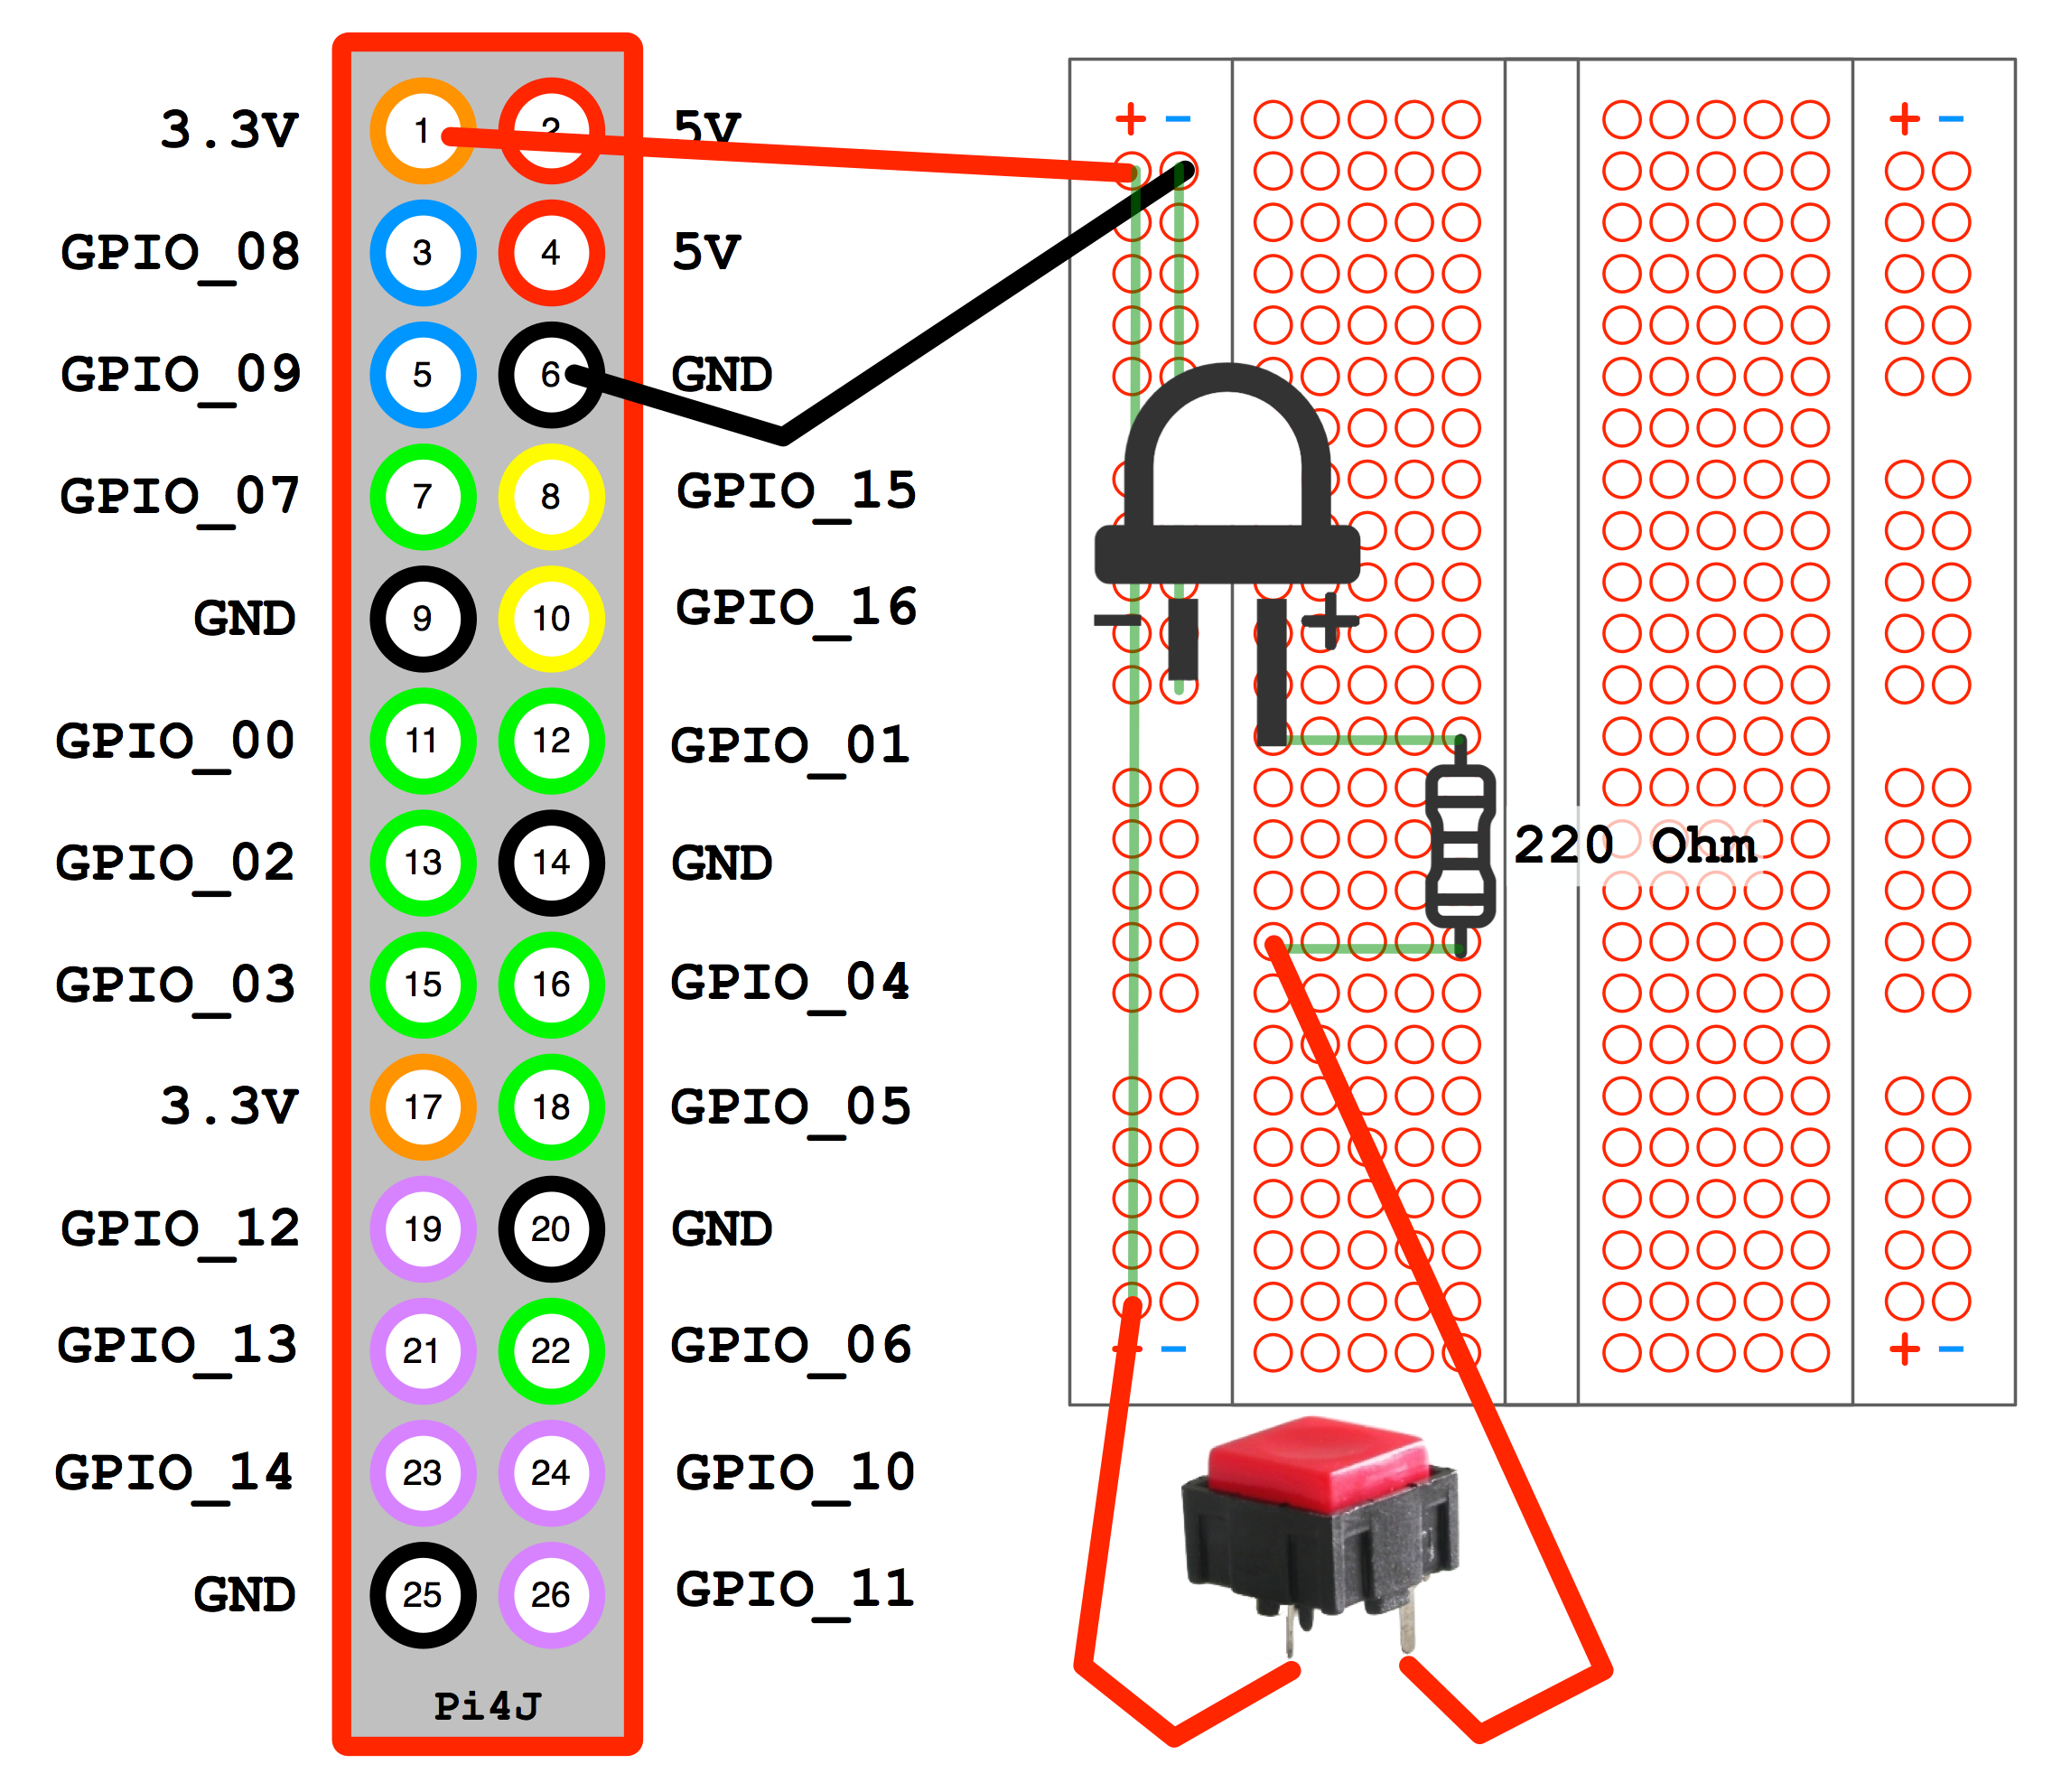 3.3V 1 2 5V + − + −
GPIO_08 3 4 5V
GPIO_09 5 6 GND
GPIO_07 7 8 GPIO_15
GND 9 10 GPIO_16 − +
GPIO_00 11 12 GPIO_01
GPIO_02 13 14 GND 220 Ohm
GPIO_03 15 16 GPIO_04
3.3V 17 18 GPIO_05
GPIO_12 19 20 GND
GPIO_13 21 22 GPIO_06 + − + −
GPIO_14 23 24 GPIO_10
GND 25 26 GPIO_11
Pi4J